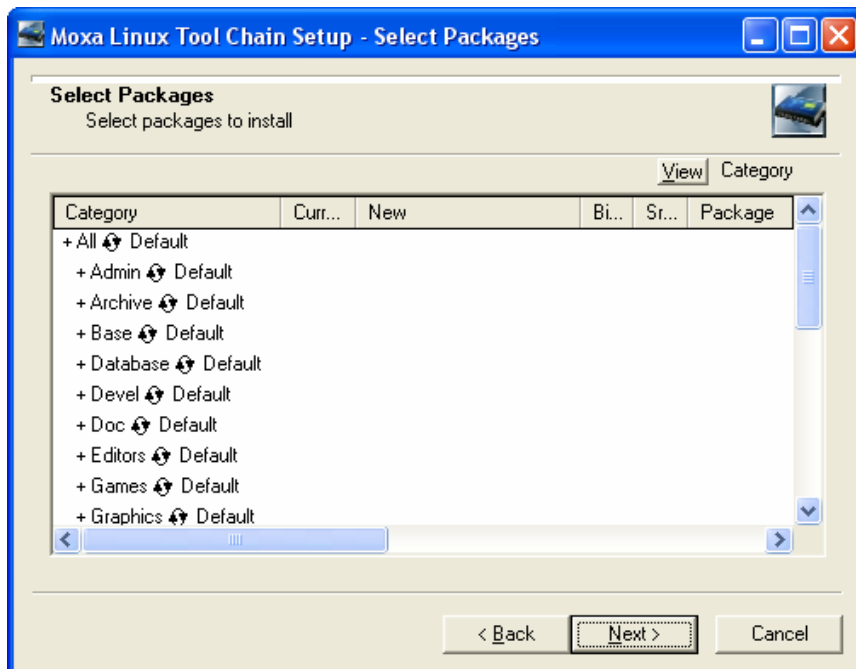 Moxa Linux Tool Chain Setup - Select Packages
Select Packages
Select packages to install
View Category
Category Curr... New Bi... Sr... Package
+ All Default
+ Admin Default
+ Archive Default
+ Base Default
+ Database Default
+ Devel Default
+ Doc Default
+ Editors Default
+ Games Default
+ Graphics Default
< Back Next > Cancel